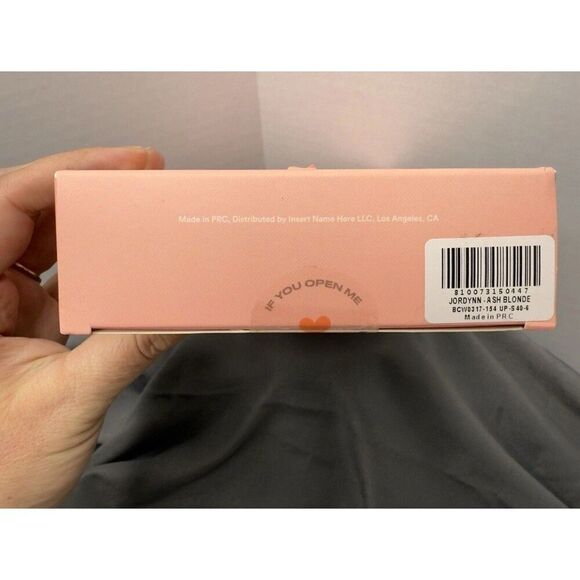 Made in PRC, Distributed by Insert Name Here LLC, Los Angeles, CA
IF YOU OPEN ME
810073150447
JORDYNN - ASH BLONDE
BCW0317-154 UP-S40-6
Made in PRC